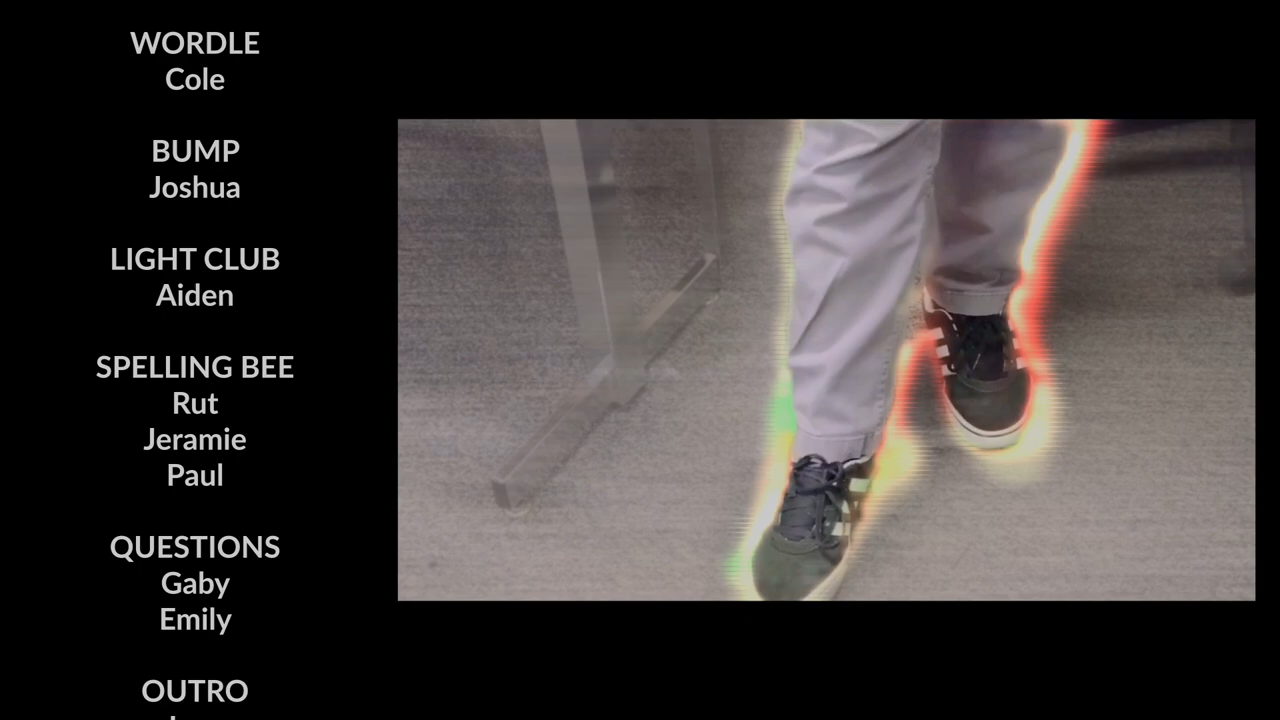 WORDLE
Cole
BUMP
Joshua
LIGHT CLUB
Aiden
SPELLING BEE
Rut
Jeramie
Paul
QUESTIONS
Gaby
Emily
OUTRO